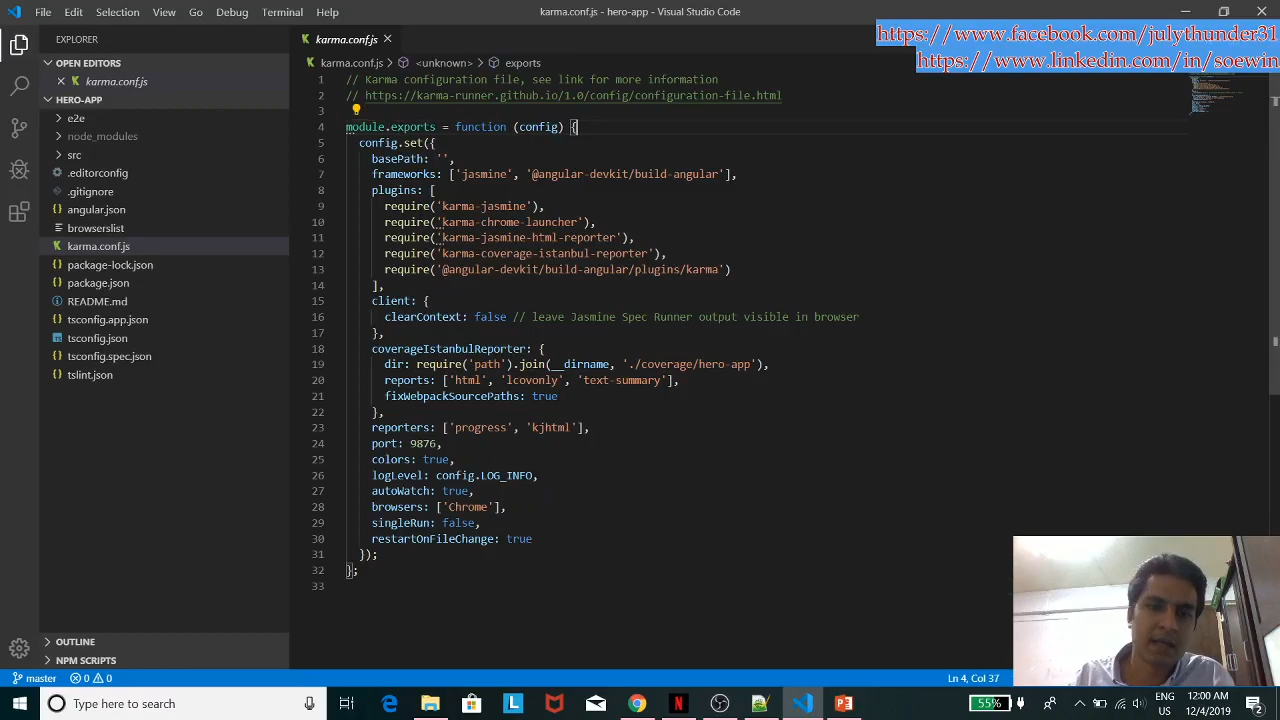 File Edit Selection View Go Debug Terminal Help
karma.conf.js - hero-app - Visual Studio Code
https://www.facebook.com/julythunder31
https://www.linkedin.com/in/soewin
EXPLORER
OPEN EDITORS
karma.conf.js
HERO-APP
e2e
node_modules
src
.editorconfig
.gitignore
angular.json
browserslist
karma.conf.js
package-lock.json
package.json
README.md
tsconfig.app.json
tsconfig.json
tsconfig.spec.json
tslint.json
OUTLINE
NPM SCRIPTS
karma.conf.js
karma.conf.js > <unknown> > exports
1 // Karma configuration file, see link for more information
2 // https://karma-runner.github.io/1.0/config/configuration-file.html
3
4 module.exports = function (config) {
5 config.set({
6 basePath: '',
7 frameworks: ['jasmine', '@angular-devkit/build-angular'],
8 plugins: [
9 require('karma-jasmine'),
10 require('karma-chrome-launcher'),
11 require('karma-jasmine-html-reporter'),
12 require('karma-coverage-istanbul-reporter'),
13 require('@angular-devkit/build-angular/plugins/karma')
14 ],
15 client: {
16 clearContext: false // leave Jasmine Spec Runner output visible in browser
17 },
18 coverageIstanbulReporter: {
19 dir: require('path').join(__dirname, './coverage/hero-app'),
20 reports: ['html', 'lcovonly', 'text-summary'],
21 fixWebpackSourcePaths: true
22 },
23 reporters: ['progress', 'kjhtml'],
24 port: 9876,
25 colors: true,
26 logLevel: config.LOG_INFO,
27 autoWatch: true,
28 browsers: ['Chrome'],
29 singleRun: false,
30 restartOnFileChange: true
31 });
32 };
33
master 0 0
Ln 4, Col 37
Type here to search
55%
ENG
US
12:00 AM
12/4/2019